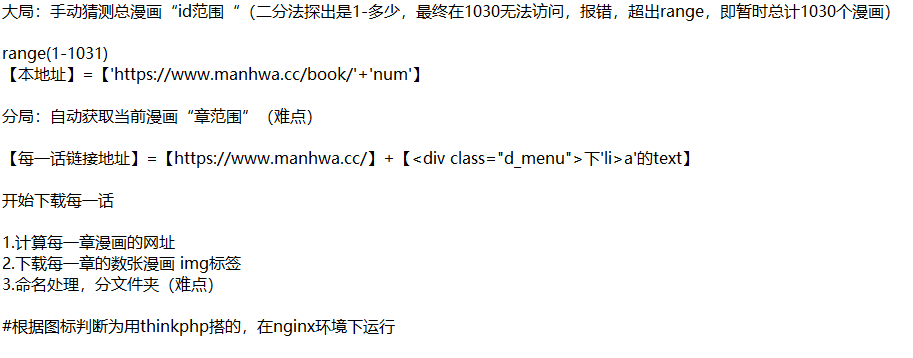 大局：手动猜测总漫画“id范围“（二分法探出是1-多少，最终在1030无法访问，报错，超出range，即暂时总计1030个漫画）
range(1-1031)
【本地址】=【'https://www.manhwa.cc/book/'+'num'】
分局：自动获取当前漫画“章范围”（难点）
【每一话链接地址】=【https://www.manhwa.cc/】+【<div class="d_menu">下'li>a'的text】
开始下载每一话
1.计算每一章漫画的网址
2.下载每一章的数张漫画 img标签
3.命名处理，分文件夹（难点）
#根据图标判断为用thinkphp搭的，在nginx环境下运行